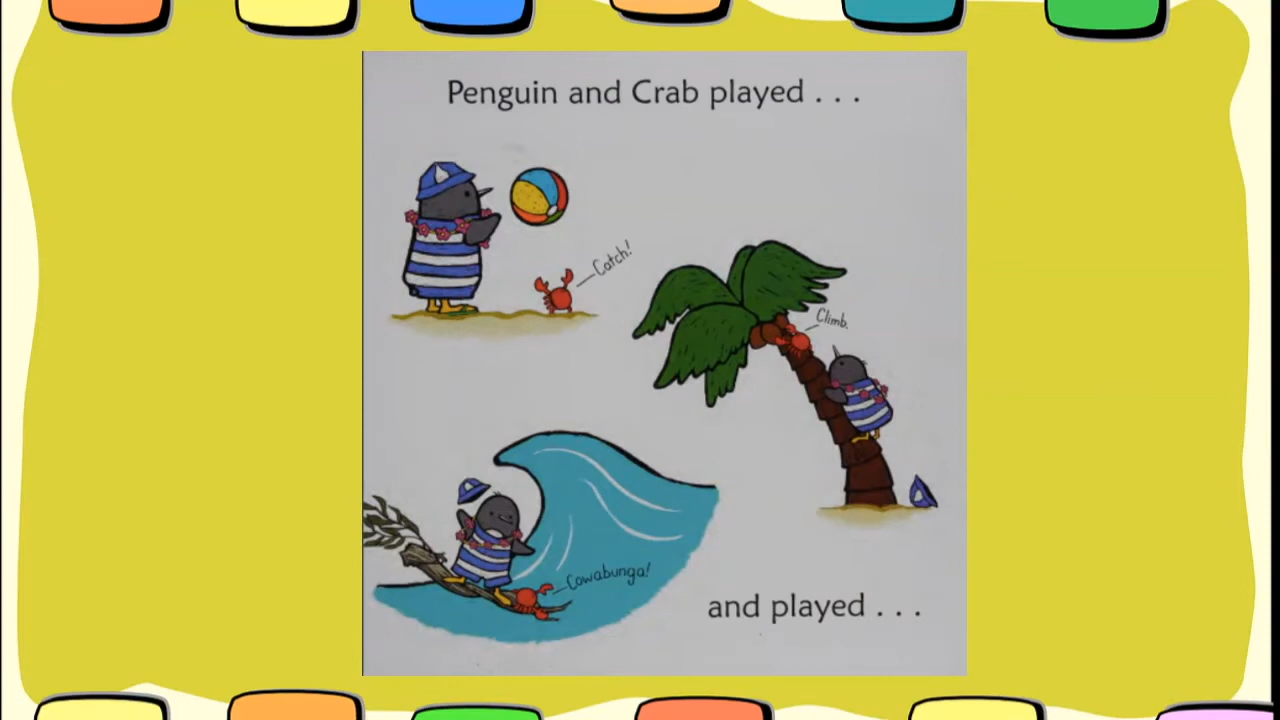 Penguin and Crab played . . .
Catch!
Climb.
Cowabunga!
and played . . .